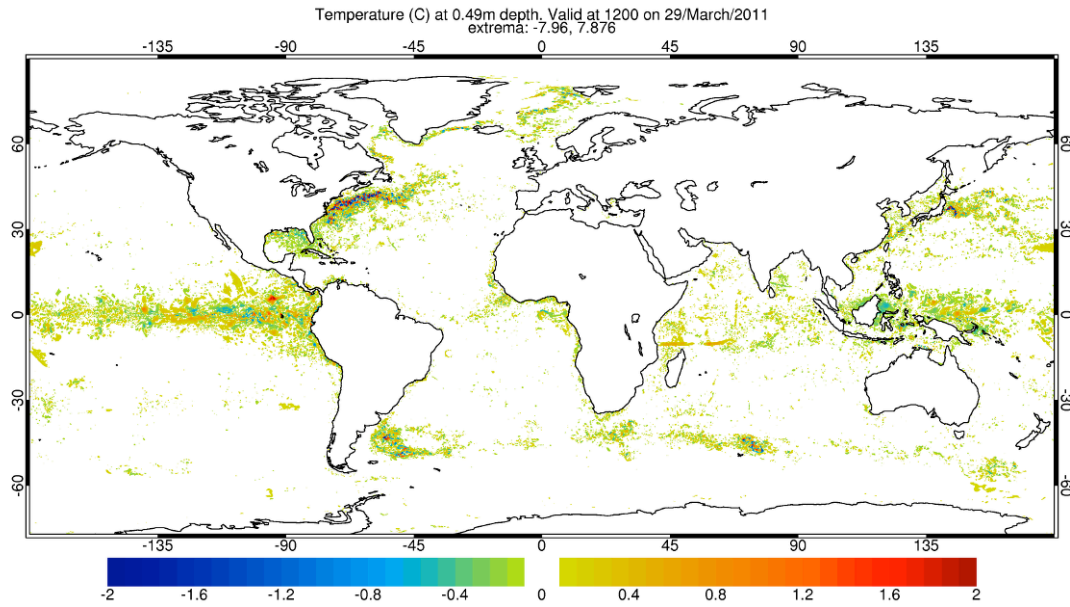 Temperature (C) at 0.49m depth. Valid at 1200 on 29/March/2011
extrema: -7.96, 7.876
-135 -90 -45 0 45 90 135
60 60
30 30
0 0
-30 -30
-60 -60
-135 -90 -45 0 45 90 135
-2 -1.6 -1.2 -0.8 -0.4 0 0.4 0.8 1.2 1.6 2